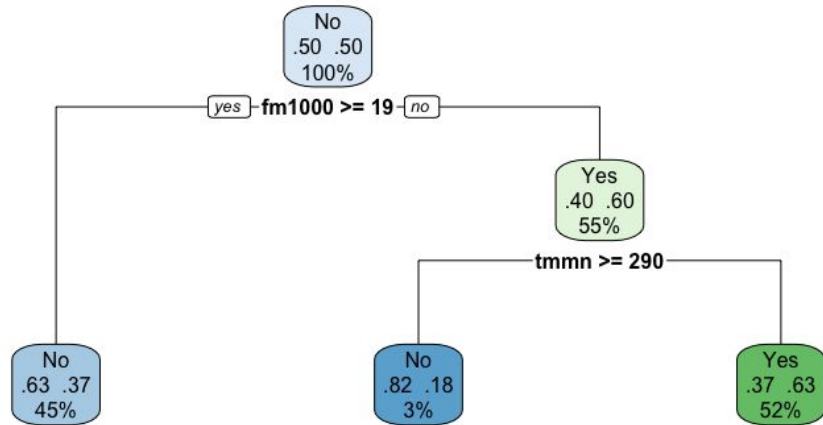 No
.50 .50
100%
yes fm1000 >= 19 no
Yes
.40 .60
55%
tmmn >= 290
No
.63 .37
45%
No
.82 .18
3%
Yes
.37 .63
52%